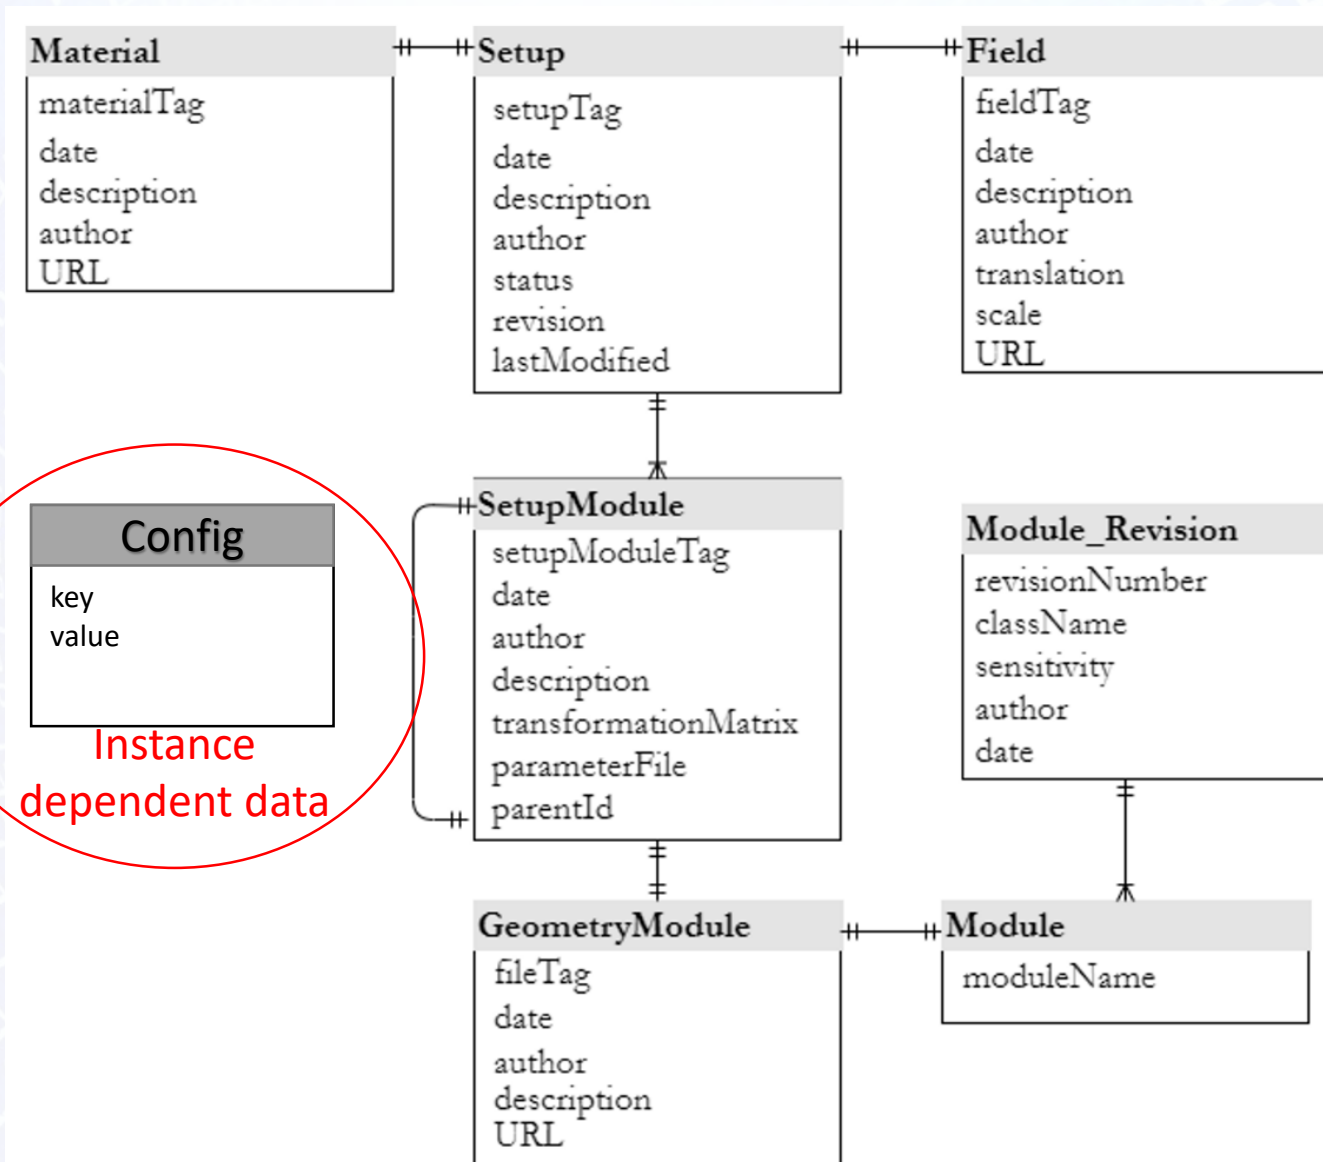 Material
materialTag
date
description
author
URL
Setup
setupTag
date
description
author
status
revision
lastModified
Field
fieldTag
date
description
author
translation
scale
URL
Config
key
value
Instance
dependent data
SetupModule
setupModuleTag
date
author
description
transformationMatrix
parameterFile
parentId
Module_Revision
revisionNumber
className
sensitivity
author
date
GeometryModule
fileTag
date
author
description
URL
Module
moduleName